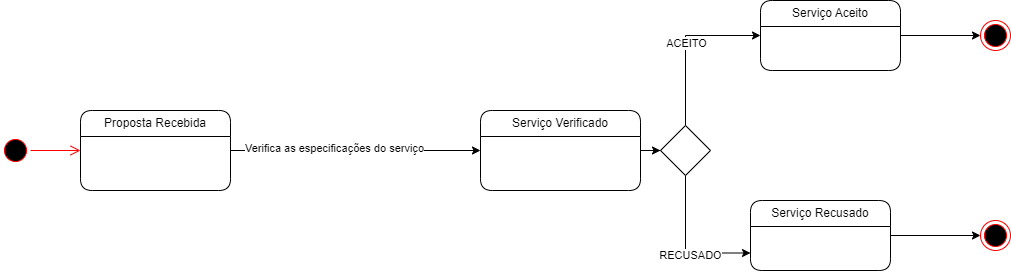 Serviço Aceito
ACEITO
Proposta Recebida
Verifica as especificações do serviço
Serviço Verificado
Serviço Recusado
RECUSADO